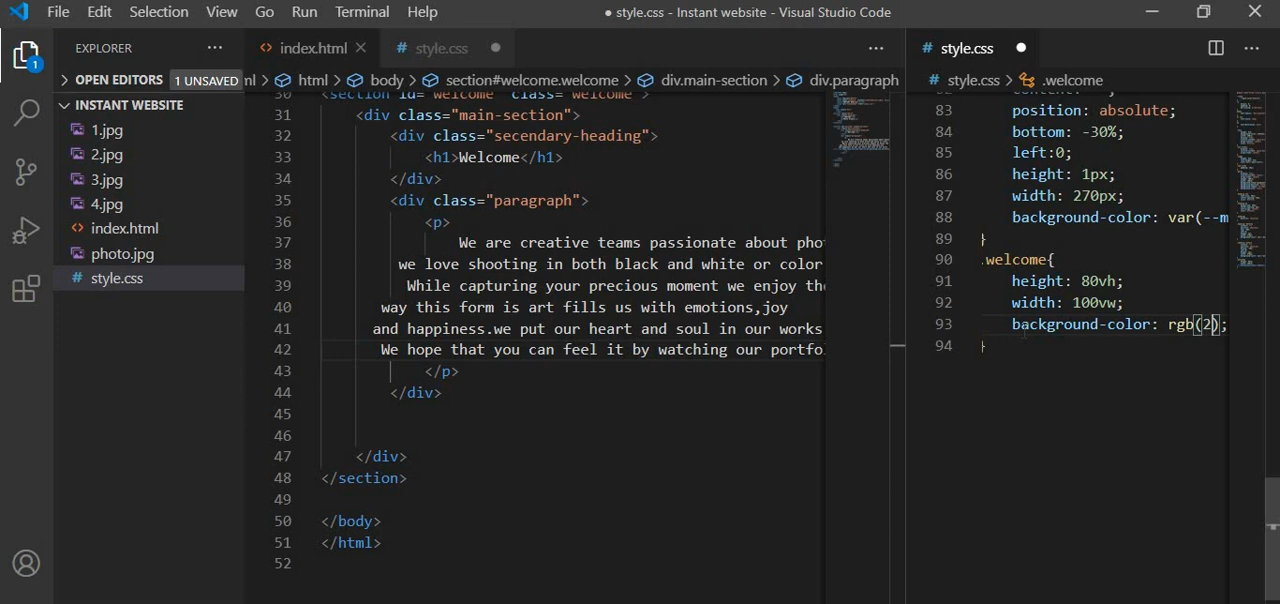 File Edit Selection View Go Run Terminal Help ● style.css - Instant website - Visual Studio Code
EXPLORER ···
1
OPEN EDITORS 1 UNSAVED
INSTANT WEBSITE
1.jpg
2.jpg
3.jpg
4.jpg
<> index.html
photo.jpg
# style.css
<> index.html × # style.css ●
ml > html > body > section#welcome.welcome > div.main-section > div.paragraph
30 <section id="welcome" class="welcome">
31 <div class="main-section">
32 <div class="secendary-heading">
33 <h1>Welcome</h1>
34 </div>
35 <div class="paragraph">
36 <p>
37 We are creative teams passionate about pho
38 we love shooting in both black and white or color
39 While capturing your precious moment we enjoy the
40 way this form is art fills us with emotions,joy
41 and happiness.we put our heart and soul in our works
42 We hope that you can feel it by watching our portfo
43 </p>
44 </div>
45
46
47 </div>
48 </section>
49
50 </body>
51 </html>
52
# style.css ●
# style.css > .welcome
83 position: absolute;
84 bottom: -30%;
85 left:0;
86 height: 1px;
87 width: 270px;
88 background-color: var(--m
89 }
90 .welcome{
91 height: 80vh;
92 width: 100vw;
93 background-color: rgb(2);
94 }